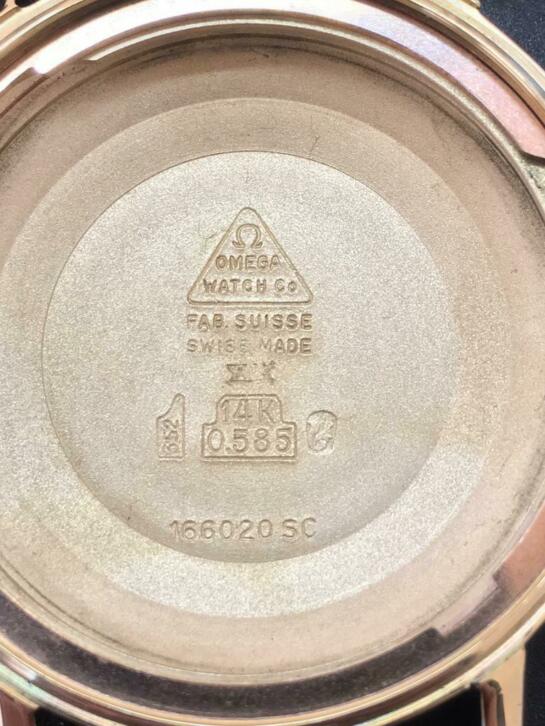 Ω
OMEGA
WATCH Co
FAB. SUISSE
SWISS MADE
14K
0.585
166020 SC